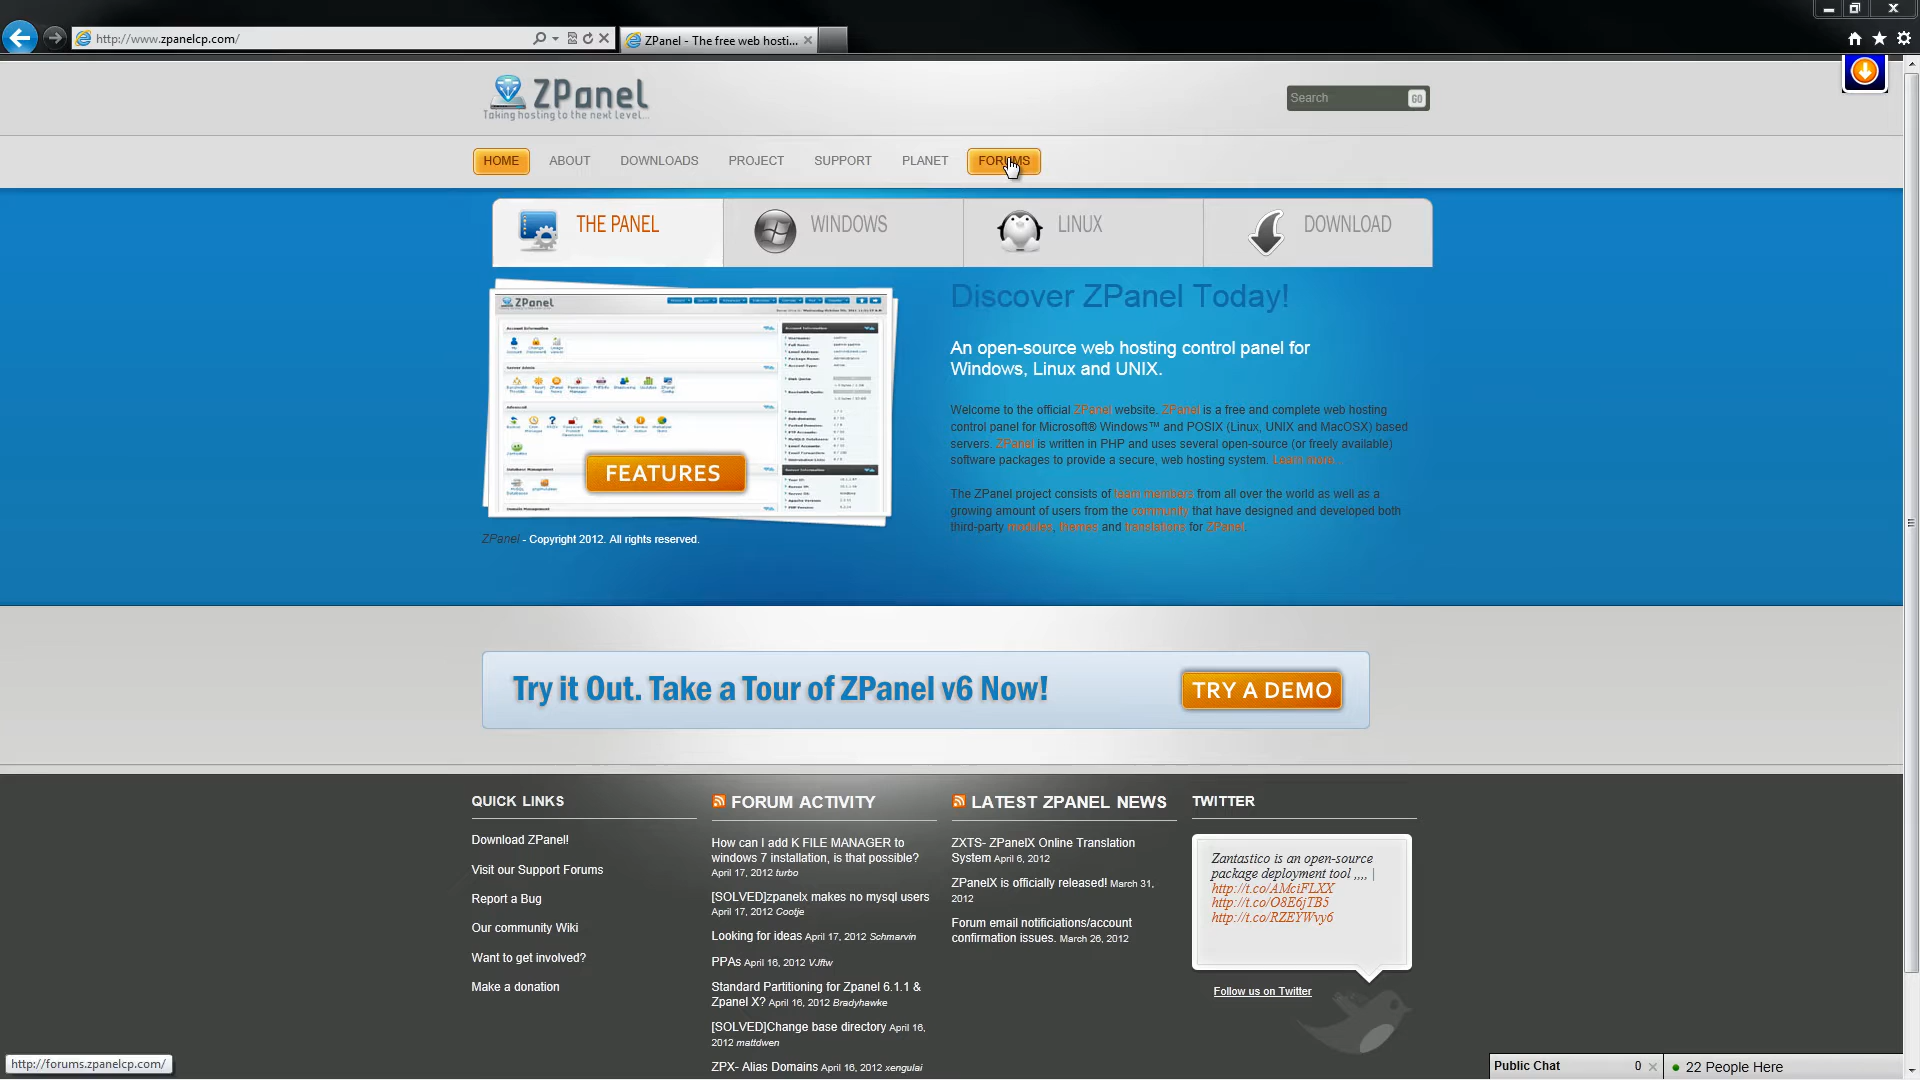 http://www.zpanelcp.com/
ZPanel - The free web hosti...
ZPanel
Taking hosting to the next level...
Search
GO
HOME
ABOUT
DOWNLOADS
PROJECT
SUPPORT
PLANET
FORUMS
THE PANEL
WINDOWS
LINUX
DOWNLOAD
ZPanel
FEATURES
ZPanel - Copyright 2012. All rights reserved.
Discover ZPanel Today!
An open-source web hosting control panel for
Windows, Linux and UNIX.
Welcome to the official ZPanel website. ZPanel is a free and complete web hosting
control panel for Microsoft® Windows™ and POSIX (Linux, UNIX and MacOSX) based
servers. ZPanel is written in PHP and uses several open-source (or freely available)
software packages to provide a secure, web hosting system. Learn more...
The ZPanel project consists of team members from all over the world as well as a
growing amount of users from the community that have designed and developed both
third-party modules, themes and translations for ZPanel.
Try it Out. Take a Tour of ZPanel v6 Now!
TRY A DEMO
QUICK LINKS
Download ZPanel!
Visit our Support Forums
Report a Bug
Our community Wiki
Want to get involved?
Make a donation
FORUM ACTIVITY
How can I add K FILE MANAGER to
windows 7 installation, is that possible?
April 17, 2012 turbo
[SOLVED]zpanelx makes no mysql users
April 17, 2012 Cootje
Looking for ideas April 17, 2012 Schmarvin
PPAs April 16, 2012 VJftw
Standard Partitioning for Zpanel 6.1.1 &
Zpanel X? April 16, 2012 Bradyhawke
[SOLVED]Change base directory April 16,
2012 mattdwen
ZPX- Alias Domains April 16, 2012 xengulai
LATEST ZPANEL NEWS
ZXTS- ZPanelX Online Translation
System April 6, 2012
ZPanelX is officially released! March 31,
2012
Forum email notificiations/account
confirmation issues. March 26, 2012
TWITTER
Zantastico is an open-source
package deployment tool ,,,, |
http://t.co/AMciFLXX
http://t.co/O8E6jTB5
http://t.co/RZEYWvy6
Follow us on Twitter
http://forums.zpanelcp.com/
Public Chat 0
22 People Here